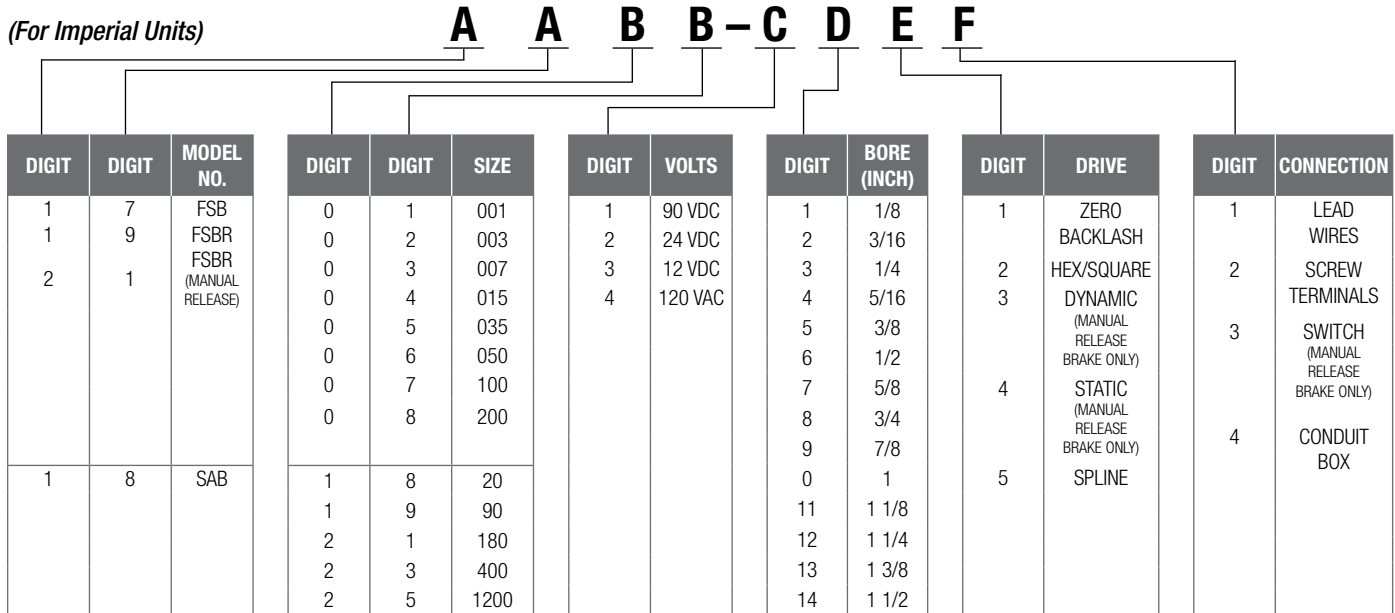 (For Imperial Units) A A B B – C D E F
DIGIT DIGIT MODEL NO.
1 7 FSB
1 9 FSBR
2 1 FSBR (MANUAL RELEASE)
1 8 SAB
DIGIT DIGIT SIZE
0 1 001
0 2 003
0 3 007
0 4 015
0 5 035
0 6 050
0 7 100
0 8 200
1 8 20
1 9 90
2 1 180
2 3 400
2 5 1200
DIGIT VOLTS
1 90 VDC
2 24 VDC
3 12 VDC
4 120 VAC
DIGIT BORE (INCH)
1 1/8
2 3/16
3 1/4
4 5/16
5 3/8
6 1/2
7 5/8
8 3/4
9 7/8
0 1
11 1 1/8
12 1 1/4
13 1 3/8
14 1 1/2
DIGIT DRIVE
1 ZERO
BACKLASH
2 HEX/SQUARE
3 DYNAMIC
(MANUAL
RELEASE
BRAKE ONLY)
4 STATIC
(MANUAL
RELEASE
BRAKE ONLY)
5 SPLINE
DIGIT CONNECTION
1 LEAD
WIRES
2 SCREW
TERMINALS
3 SWITCH
(MANUAL
RELEASE
BRAKE ONLY)
4 CONDUIT
BOX